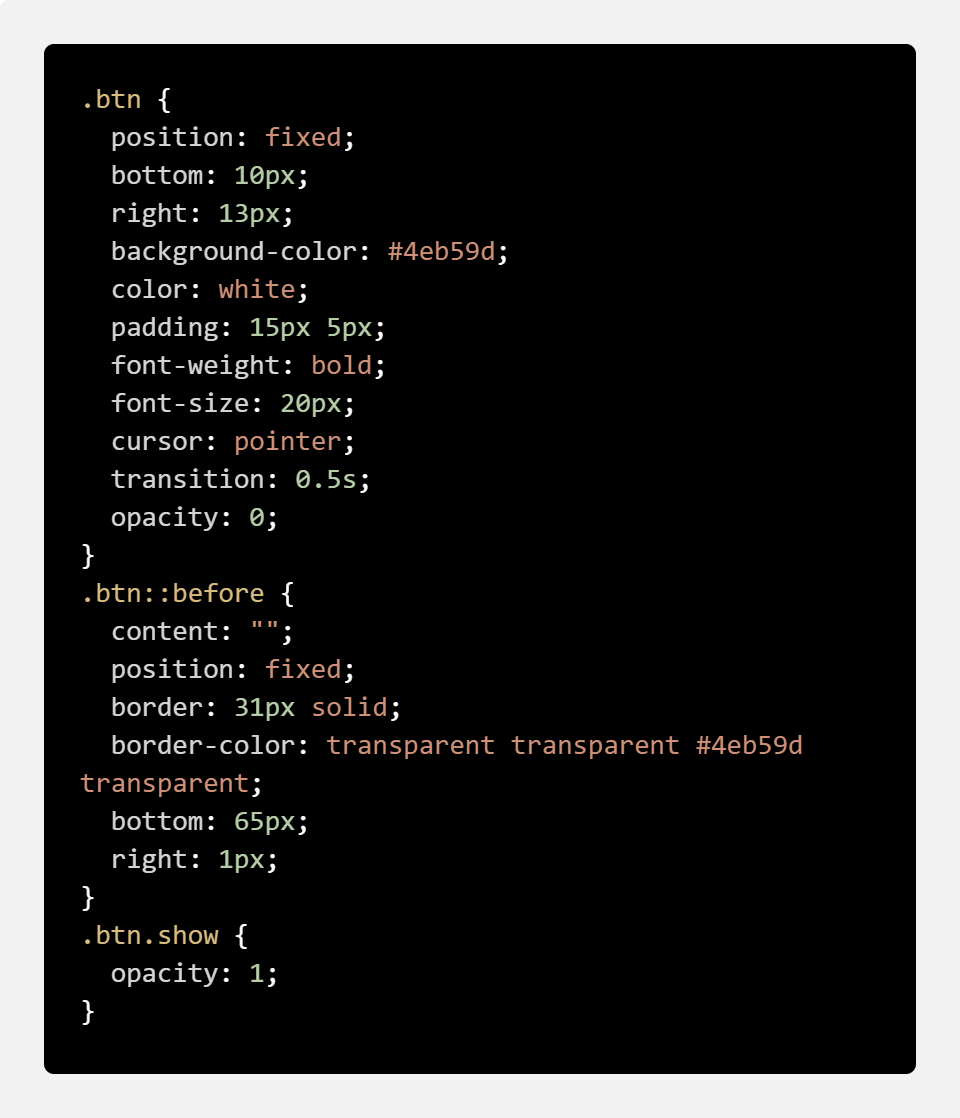 .btn {
  position: fixed;
  bottom: 10px;
  right: 13px;
  background-color: #4eb59d;
  color: white;
  padding: 15px 5px;
  font-weight: bold;
  font-size: 20px;
  cursor: pointer;
  transition: 0.5s;
  opacity: 0;
}
.btn::before {
  content: "";
  position: fixed;
  border: 31px solid;
  border-color: transparent transparent #4eb59d
transparent;
  bottom: 65px;
  right: 1px;
}
.btn.show {
  opacity: 1;
}